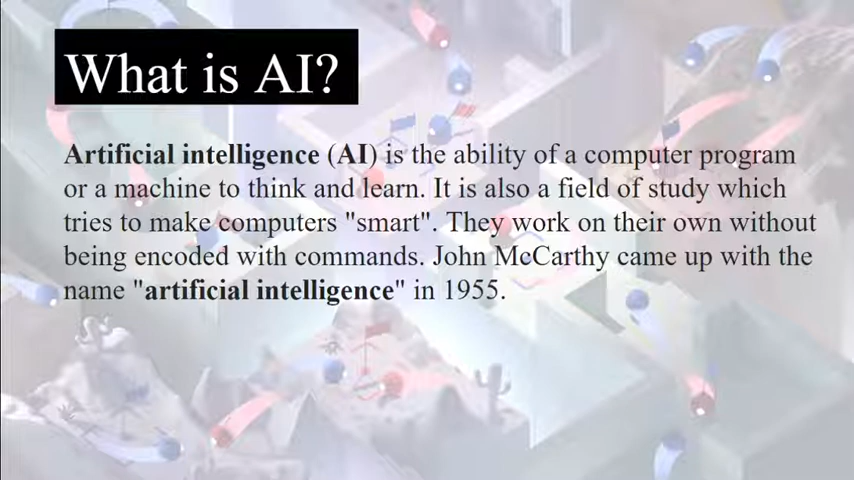 What is AI?
Artificial intelligence (AI) is the ability of a computer program
or a machine to think and learn. It is also a field of study which
tries to make computers "smart". They work on their own without
being encoded with commands. John McCarthy came up with the
name "artificial intelligence" in 1955.